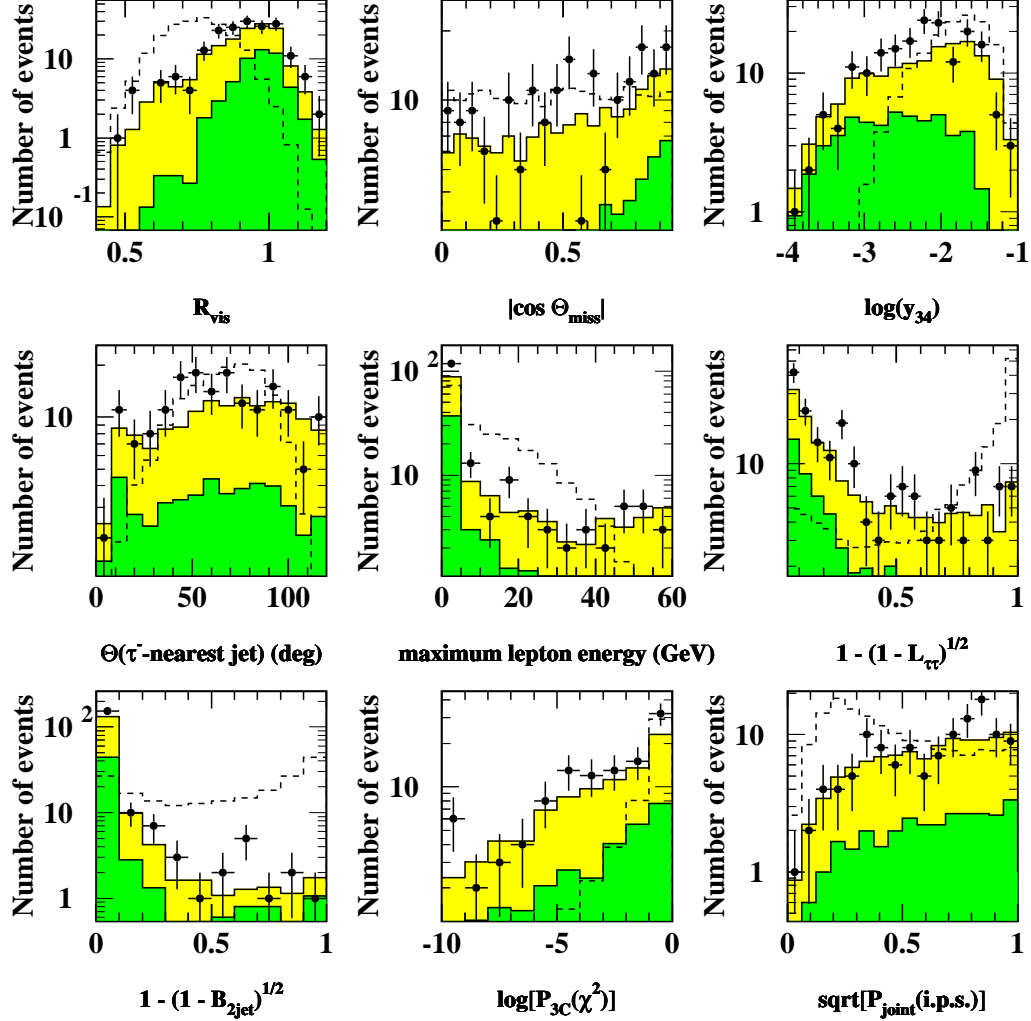 Number of events
10
1
10
-1
0.5
1
R_vis
Number of events
10
0
0.5
|cos Θ_miss|
Number of events
10
1
-4
-3
-2
-1
log(y_34)
Number of events
10
0
50
100
Θ(τ^- -nearest jet) (deg)
Number of events
10^2
10
0
20
40
60
maximum lepton energy (GeV)
Number of events
10
0
0.5
1
1 - (1 - L_ττ)^1/2
Number of events
10^2
10
1
0
0.5
1
1 - (1 - B_2jet)^1/2
Number of events
10
-10
-5
0
log[P_3C(χ^2)]
Number of events
10
1
0
0.5
1
sqrt[P_joint(i.p.s.)]